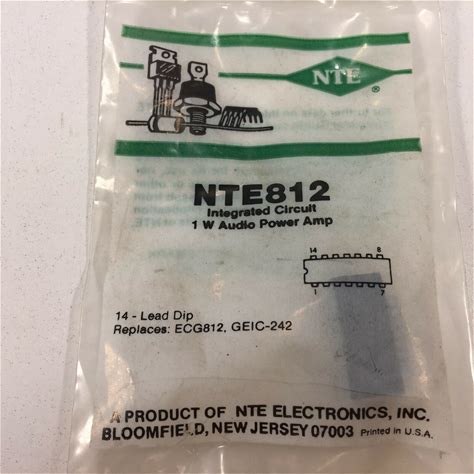 NTE
®
NTE812
Integrated Circuit
1 W Audio Power Amp
14 8
1 7
14 - Lead Dip
Replaces: ECG812, GEIC-242
A PRODUCT OF NTE ELECTRONICS, INC.
BLOOMFIELD, NEW JERSEY 07003 Printed in U.S.A.